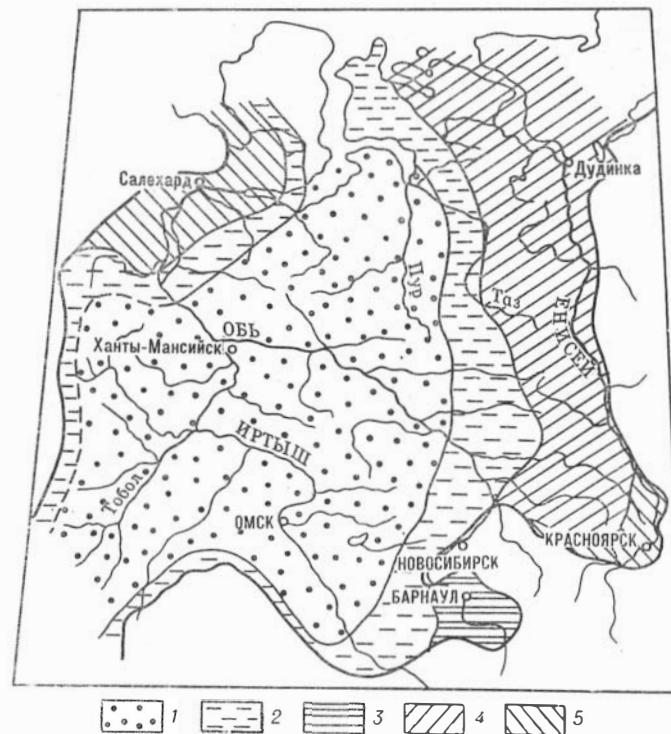 Салехард
Дудинка
Пур
Таз
ЕНИСЕЙ
ОБЬ
Ханты-Мансийск
ИРТЫШ
Тобол
ОМСК
КРАСНОЯРСК
НОВОСИБИРСК
БАРНАУЛ
1 2 3 4 5